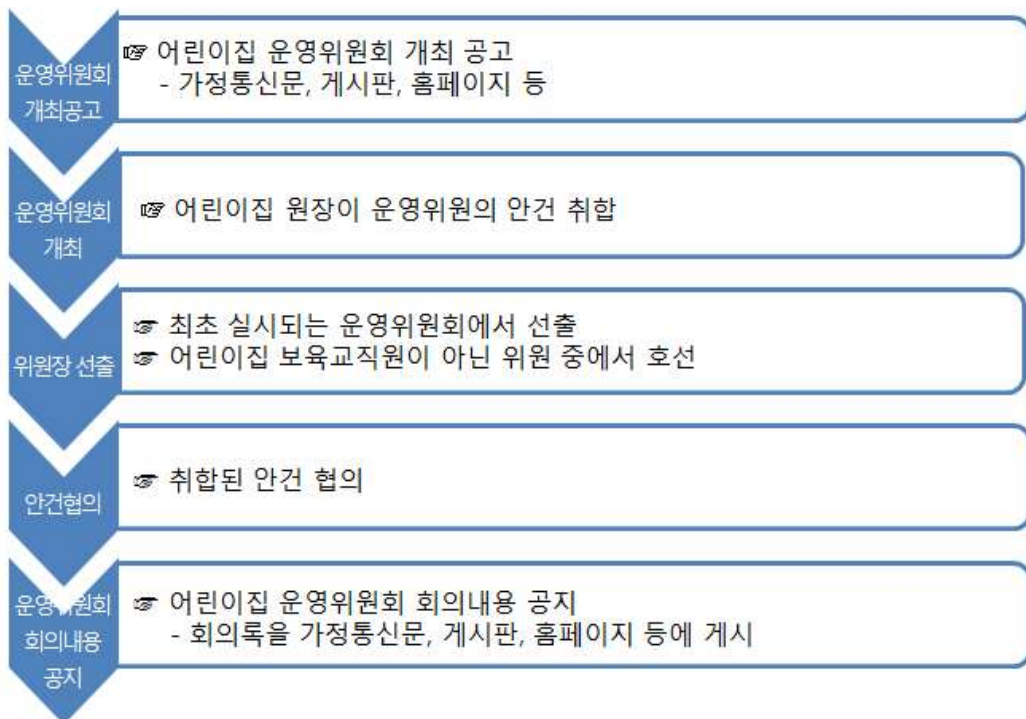 운영위원회
개최공고
☞ 어린이집 운영위원회 개최 공고
- 가정통신문, 게시판, 홈페이지 등
운영위원회
개최
☞ 어린이집 원장이 운영위원의 안건 취합
위원장 선출
☞ 최초 실시되는 운영위원회에서 선출
☞ 어린이집 보육교직원이 아닌 위원 중에서 호선
안건협의
☞ 취합된 안건 협의
운영위원회
회의내용
공지
☞ 어린이집 운영위원회 회의내용 공지
- 회의록을 가정통신문, 게시판, 홈페이지 등에 게시